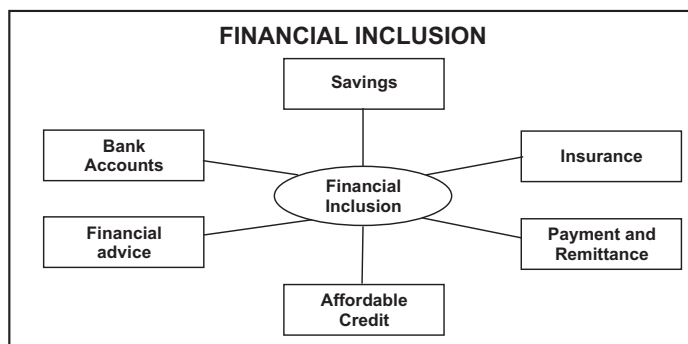 FINANCIAL INCLUSION
Savings
Bank
Accounts
Insurance
Financial
Inclusion
Financial
advice
Payment and
Remittance
Affordable
Credit